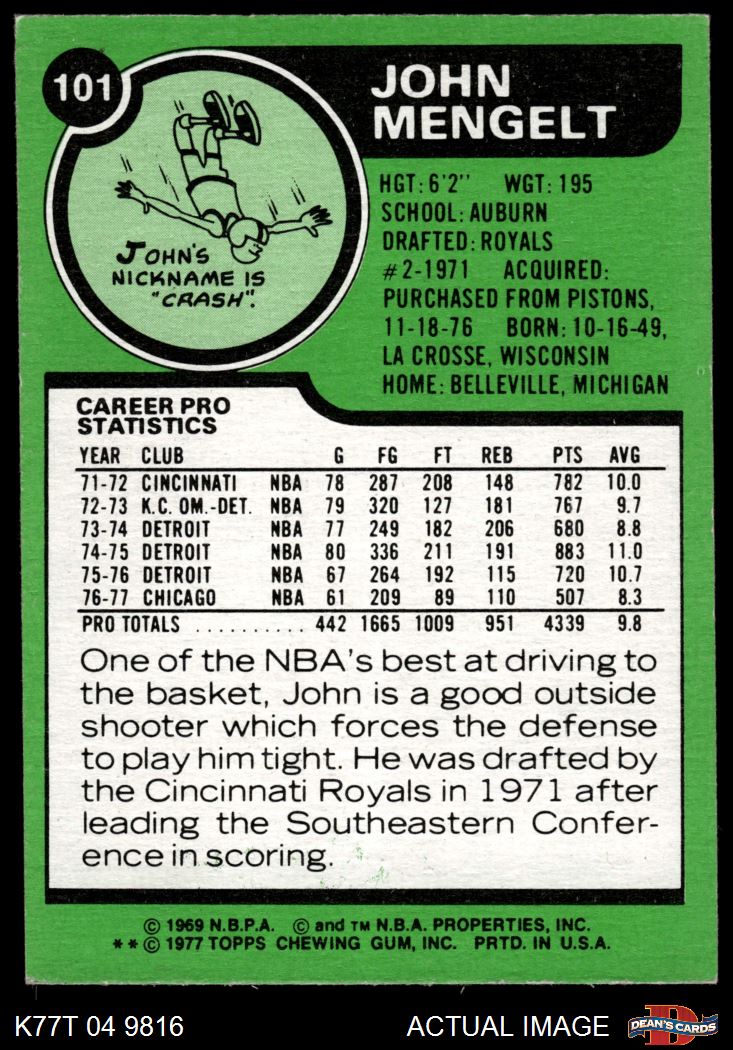 101
JOHN
MENGELT
JOHN'S
NICKNAME IS
"CRASH".
HGT: 6'2" WGT: 195
SCHOOL: AUBURN
DRAFTED: ROYALS
#2-1971 ACQUIRED:
PURCHASED FROM PISTONS,
11-18-76 BORN: 10-16-49,
LA CROSSE, WISCONSIN
HOME: BELLEVILLE, MICHIGAN
CAREER PRO
STATISTICS
YEAR CLUB G FG FT REB PTS AVG
71-72 CINCINNATI NBA 78 287 208 148 782 10.0
72-73 K.C. OM.-DET. NBA 79 320 127 181 767 9.7
73-74 DETROIT NBA 77 249 182 206 680 8.8
74-75 DETROIT NBA 80 336 211 191 883 11.0
75-76 DETROIT NBA 67 264 192 115 720 10.7
76-77 CHICAGO NBA 61 209 89 110 507 8.3
PRO TOTALS .......... 442 1665 1009 951 4339 9.8
One of the NBA's best at driving to
the basket, John is a good outside
shooter which forces the defense
to play him tight. He was drafted by
the Cincinnati Royals in 1971 after
leading the Southeastern Confer-
ence in scoring.
© 1969 N.B.P.A. © and TM N.B.A. PROPERTIES, INC.
** © 1977 TOPPS CHEWING GUM, INC. PRTD. IN U.S.A.
K77T 04 9816 ACTUAL IMAGE
DEAN'S CARDS